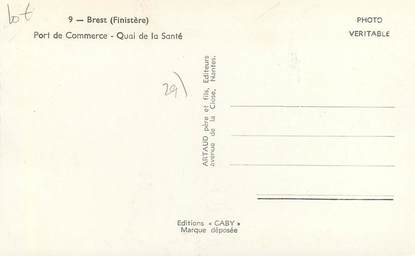 lot
9 — Brest (Finistère)
Port de Commerce - Quai de la Santé
PHOTO
VERITABLE
29)
ARTAUD père et fils, Editeurs
avenue de la Close, Nantes.
Editions « GABY »
Marque déposée